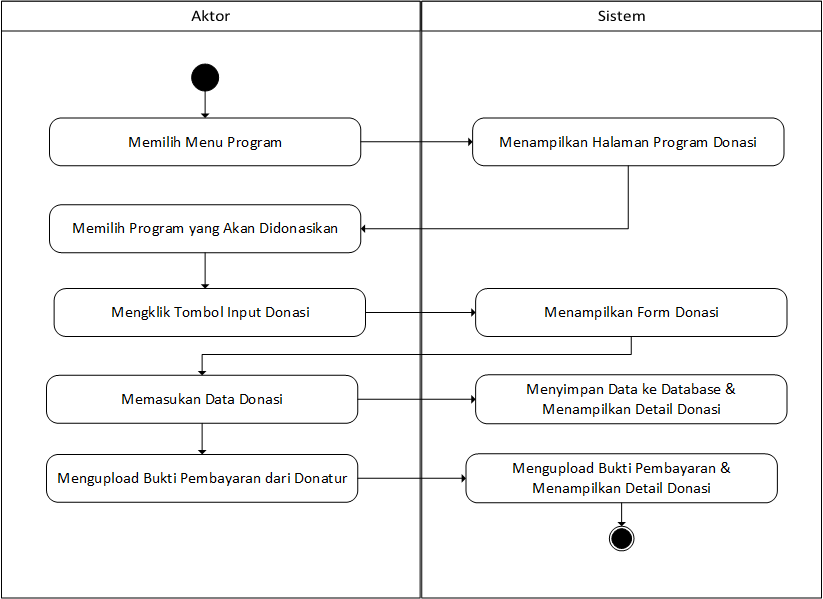 Aktor
Sistem
Memilih Menu Program
Menampilkan Halaman Program Donasi
Memilih Program yang Akan Didonasikan
Mengklik Tombol Input Donasi
Menampilkan Form Donasi
Memasukan Data Donasi
Menyimpan Data ke Database &
Menampilkan Detail Donasi
Mengupload Bukti Pembayaran dari Donatur
Mengupload Bukti Pembayaran &
Menampilkan Detail Donasi